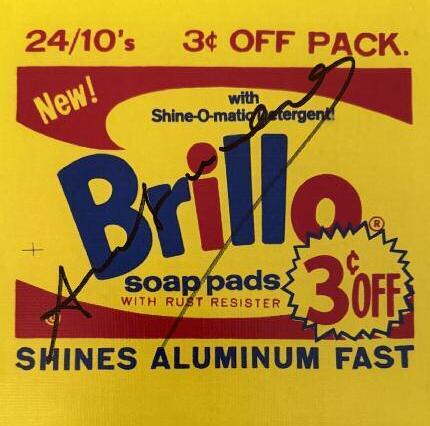 24/10's 3¢ OFF PACK.
New!
with
Shine-O-matic Detergent!
Brillo®
soap pads
WITH RUST RESISTER
3¢ OFF
®
SHINES ALUMINUM FAST